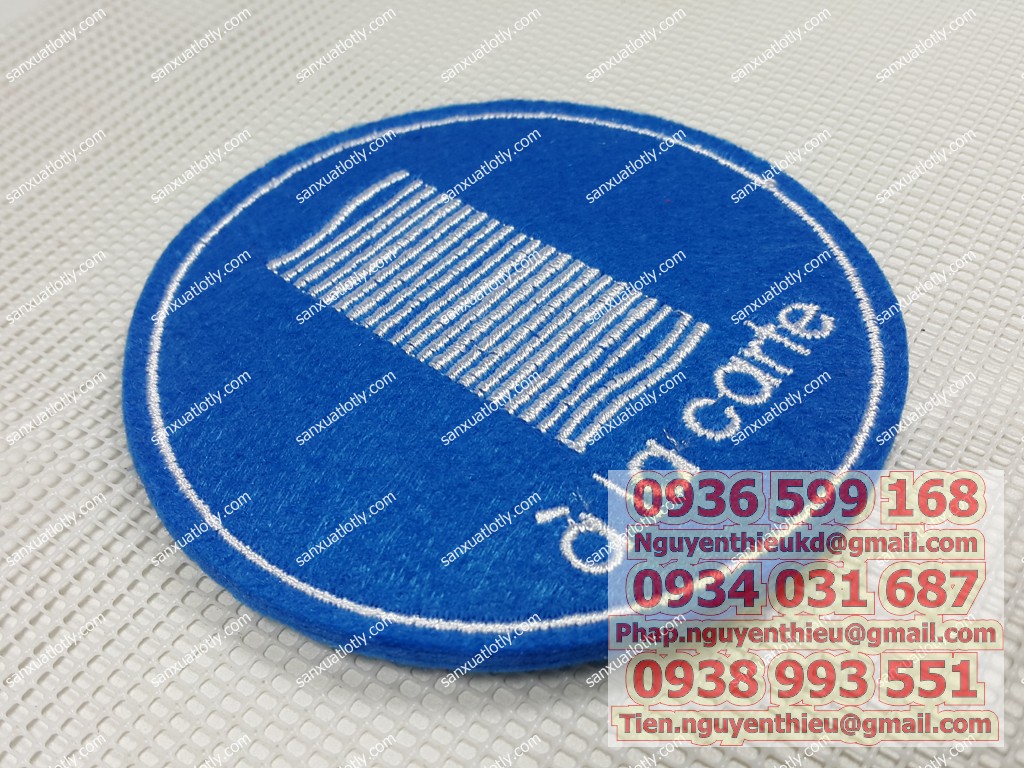 sanxuatlotly.com
à la carte
0936 599 168
Nguyenthieukd@gmail.com
0934 031 687
Phap.nguyenthieu@gmail.com
0938 993 551
Tien.nguyenthieu@gmail.com